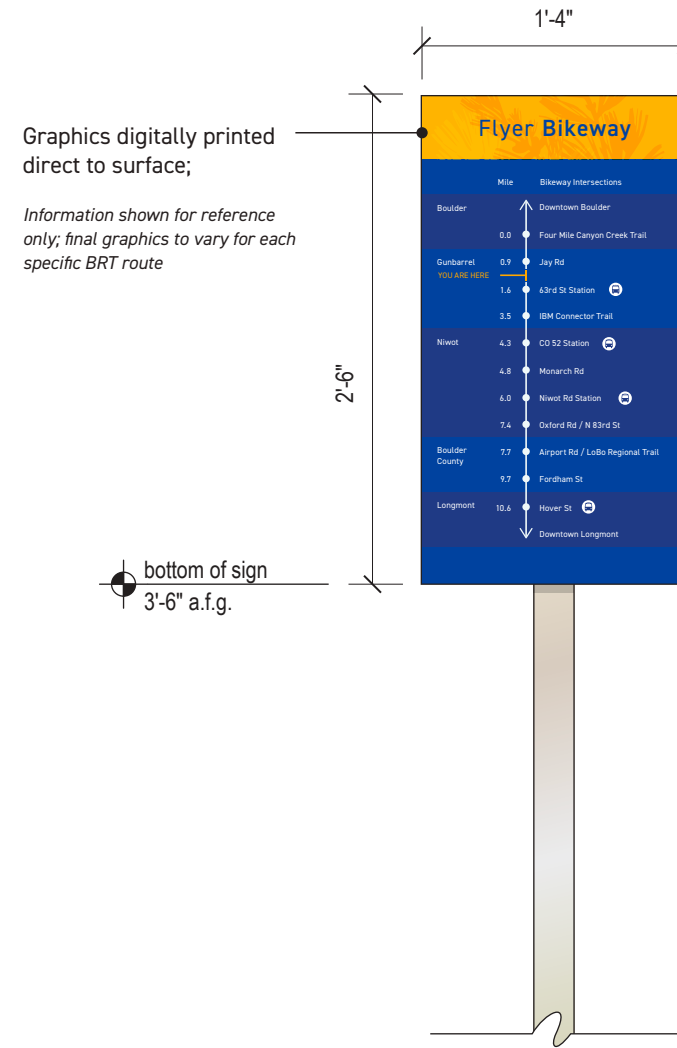 1'-4"
Graphics digitally printed
direct to surface;
Information shown for reference
only; final graphics to vary for each
specific BRT route
2'-6"
bottom of sign
3'-6" a.f.g.
Flyer Bikeway
Mile Bikeway Intersections
Boulder Downtown Boulder
0.0 Four Mile Canyon Creek Trail
Gunbarrel 0.9 Jay Rd
YOU ARE HERE
1.6 63rd St Station
3.5 IBM Connector Trail
Niwot 4.3 CO 52 Station
4.8 Monarch Rd
6.0 Niwot Rd Station
7.4 Oxford Rd / N 83rd St
Boulder 7.7 Airport Rd / LoBo Regional Trail
County
9.7 Fordham St
Longmont 10.6 Hover St
Downtown Longmont